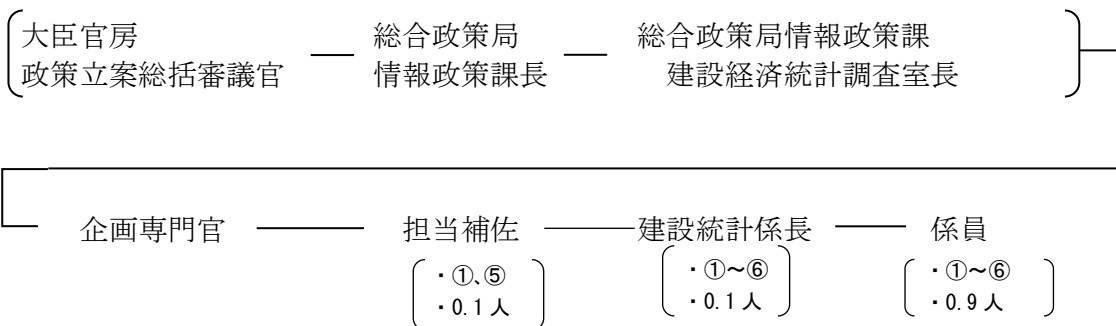 大臣官房 総合政策局 総合政策局情報政策課
政策立案総括審議官 情報政策課長 建設経済統計調査室長
企画専門官 担当補佐 建設統計係長 係員
・①、⑤ ・①~⑥ ・①~⑥
・0.1人 ・0.1人 ・0.9人